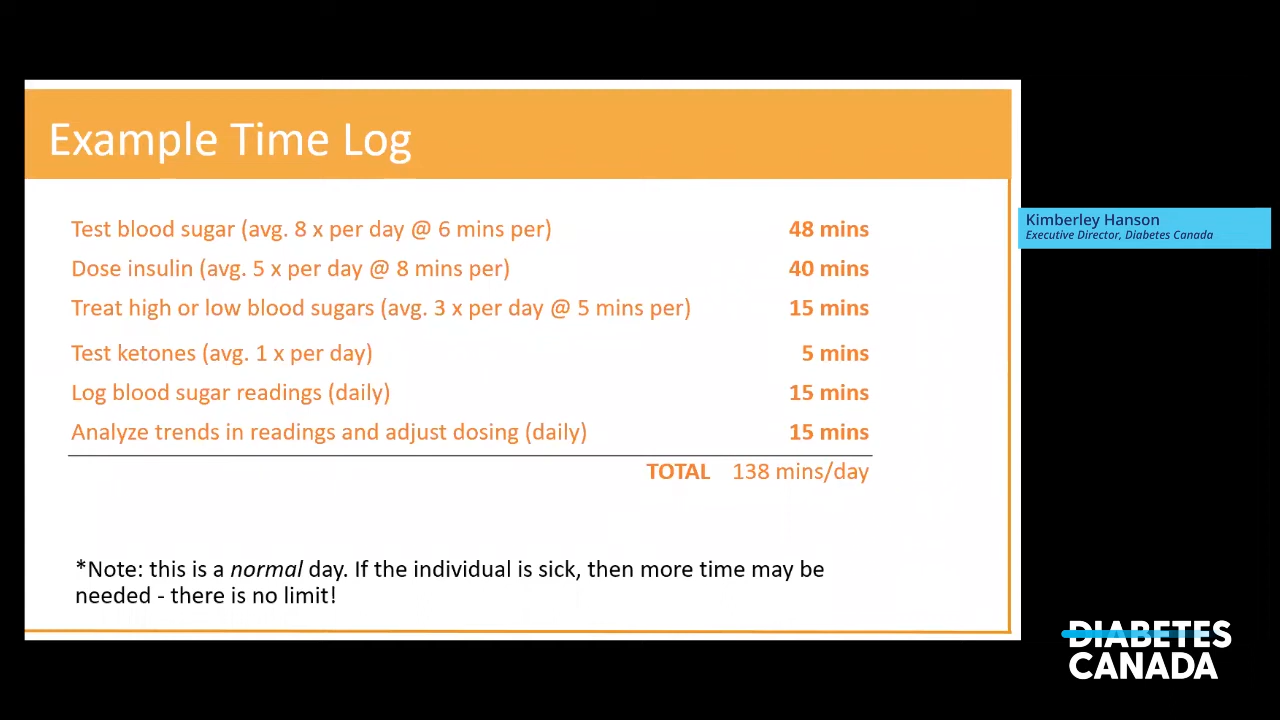 Example Time Log
Test blood sugar (avg. 8 x per day @ 6 mins per) 48 mins
Dose insulin (avg. 5 x per day @ 8 mins per) 40 mins
Treat high or low blood sugars (avg. 3 x per day @ 5 mins per) 15 mins
Test ketones (avg. 1 x per day) 5 mins
Log blood sugar readings (daily) 15 mins
Analyze trends in readings and adjust dosing (daily) 15 mins
TOTAL 138 mins/day
*Note: this is a normal day. If the individual is sick, then more time may be
needed - there is no limit!
Kimberley Hanson
Executive Director, Diabetes Canada
DIABETES
CANADA